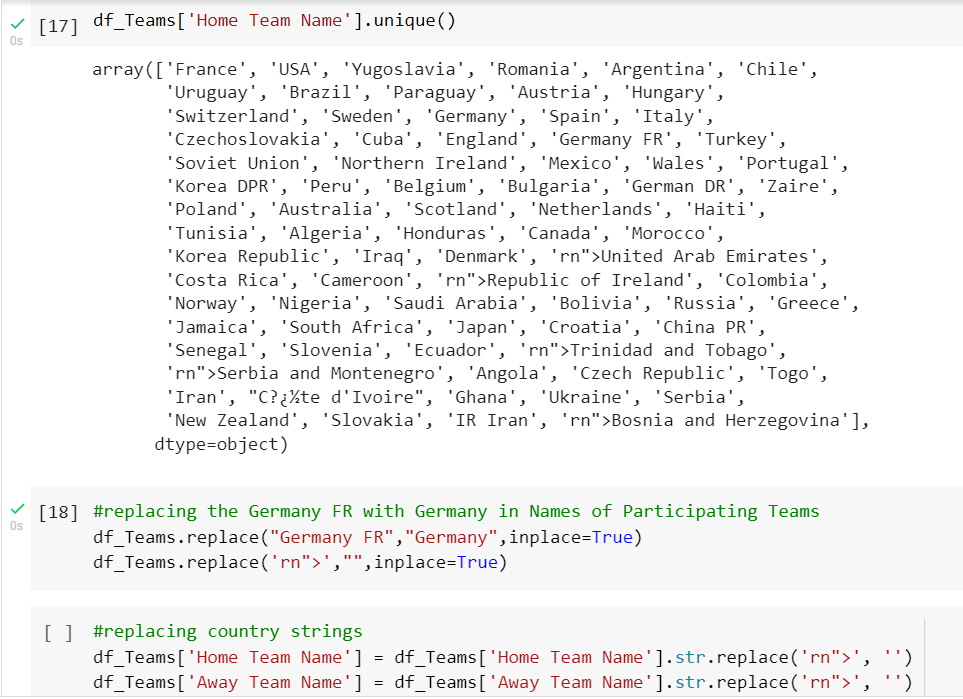 [17] df_Teams['Home Team Name'].unique()
0s
array(['France', 'USA', 'Yugoslavia', 'Romania', 'Argentina', 'Chile',
'Uruguay', 'Brazil', 'Paraguay', 'Austria', 'Hungary',
'Switzerland', 'Sweden', 'Germany', 'Spain', 'Italy',
'Czechoslovakia', 'Cuba', 'England', 'Germany FR', 'Turkey',
'Soviet Union', 'Northern Ireland', 'Mexico', 'Wales', 'Portugal',
'Korea DPR', 'Peru', 'Belgium', 'Bulgaria', 'German DR', 'Zaire',
'Poland', 'Australia', 'Scotland', 'Netherlands', 'Haiti',
'Tunisia', 'Algeria', 'Honduras', 'Canada', 'Morocco',
'Korea Republic', 'Iraq', 'Denmark', 'rn">United Arab Emirates',
'Costa Rica', 'Cameroon', 'rn">Republic of Ireland', 'Colombia',
'Norway', 'Nigeria', 'Saudi Arabia', 'Bolivia', 'Russia', 'Greece',
'Jamaica', 'South Africa', 'Japan', 'Croatia', 'China PR',
'Senegal', 'Slovenia', 'Ecuador', 'rn">Trinidad and Tobago',
'rn">Serbia and Montenegro', 'Angola', 'Czech Republic', 'Togo',
'Iran', "C?¿½te d'Ivoire", 'Ghana', 'Ukraine', 'Serbia',
'New Zealand', 'Slovakia', 'IR Iran', 'rn">Bosnia and Herzegovina'],
dtype=object)
[18] #replacing the Germany FR with Germany in Names of Participating Teams
0s
df_Teams.replace("Germany FR","Germany",inplace=True)
df_Teams.replace('rn">',"",inplace=True)
[ ] #replacing country strings
df_Teams['Home Team Name'] = df_Teams['Home Team Name'].str.replace('rn">', '')
df_Teams['Away Team Name'] = df_Teams['Away Team Name'].str.replace('rn">', '')